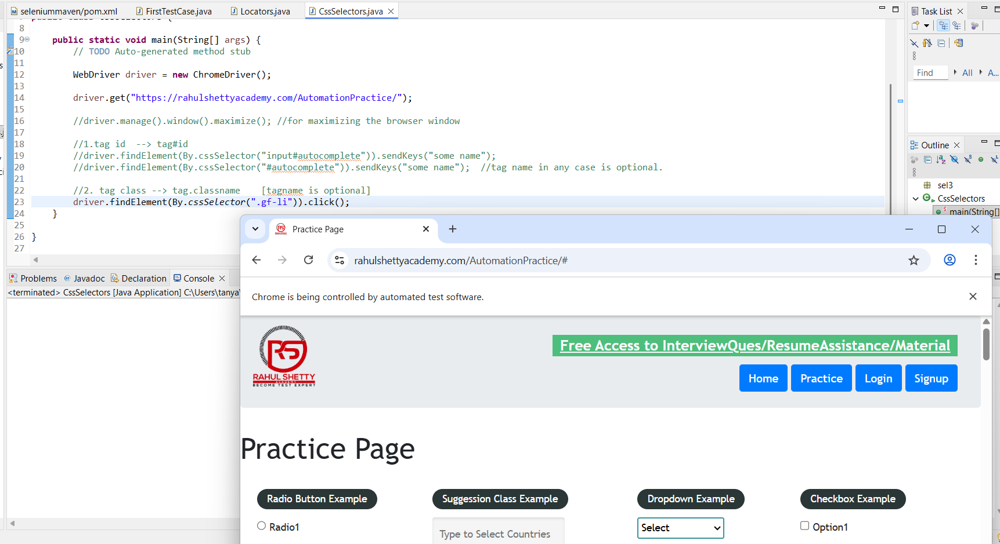 seleniummaven/pom.xml
FirstTestCase.java
Locators.java
CssSelectors.java
8
9 public static void main(String[] args) {
10 // TODO Auto-generated method stub
11
12 WebDriver driver = new ChromeDriver();
13
14 driver.get("https://rahulshettyacademy.com/AutomationPractice/");
15
16 //driver.manage().window().maximize(); //for maximizing the browser window
17
18 //1.tag id --> tag#id
19 //driver.findElement(By.cssSelector("input#autocomplete")).sendKeys("some name");
20 //driver.findElement(By.cssSelector("#autocomplete")).sendKeys("some name"); //tag name in any case is optional.
21
22 //2. tag class --> tag.classname [tagname is optional]
23 driver.findElement(By.cssSelector(".gf-li")).click();
24 }
25
26 }
27
Task List
Find All A...
Outline
sel3
CssSelectors
main(String[]
Problems @ Javadoc Declaration Console
<terminated> CssSelectors [Java Application] C:\Users\tanya\
Practice Page
rahulshettyacademy.com/AutomationPractice/#
Chrome is being controlled by automated test software.
RS
RAHUL SHETTY
ACADEMY
BECOME TEST EXPERT
Free Access to InterviewQues/ResumeAssistance/Material
Home Practice Login Signup
Practice Page
Radio Button Example
Suggession Class Example
Dropdown Example
Checkbox Example
Radio1
Type to Select Countries
Select
Option1